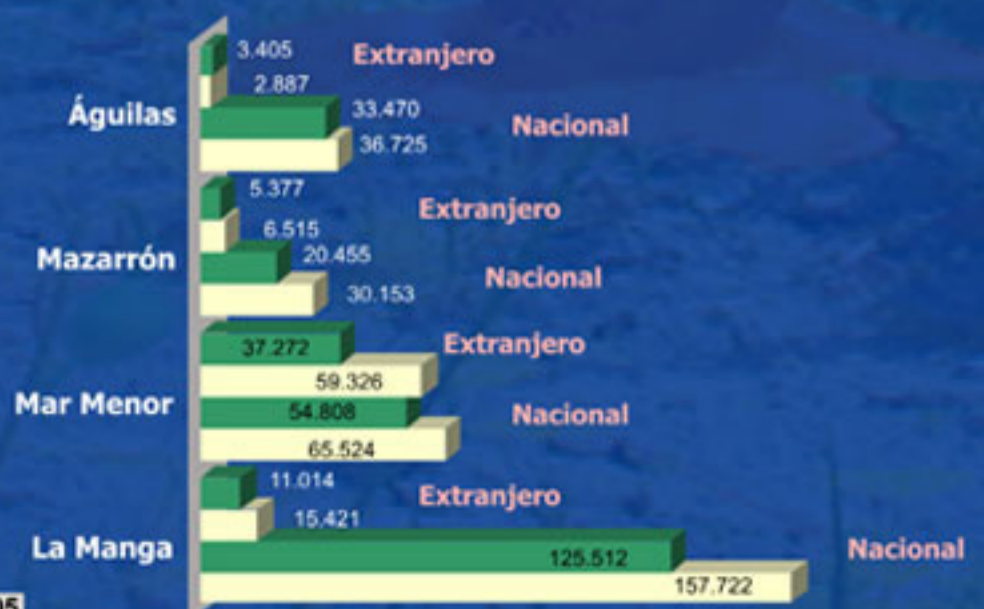 3.405
Extranjero
2.887
Águilas
33.470
Nacional
36.725
5.377
Extranjero
6.515
Mazarrón
20.455
Nacional
30.153
37.272
Extranjero
59.326
Mar Menor
54.808
Nacional
65.524
11.014
Extranjero
15.421
La Manga
125.512
Nacional
157.722